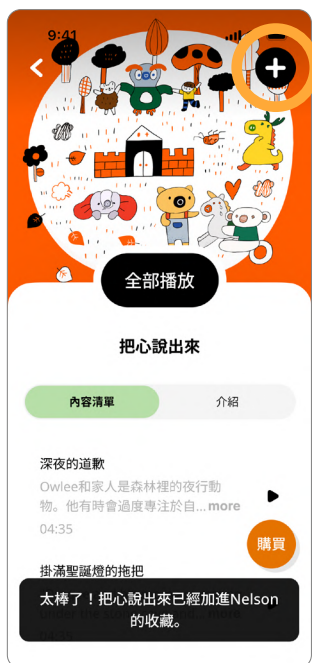 9:41
全部播放
把心說出來
內容清單
介紹
深夜的道歉
Owlee和家人是森林裡的夜行動
物。他有時會過度專注於自...more
04:35
購買
掛滿聖誕燈的拖把
太棒了！把心說出來已經加進Nelson
的收藏。